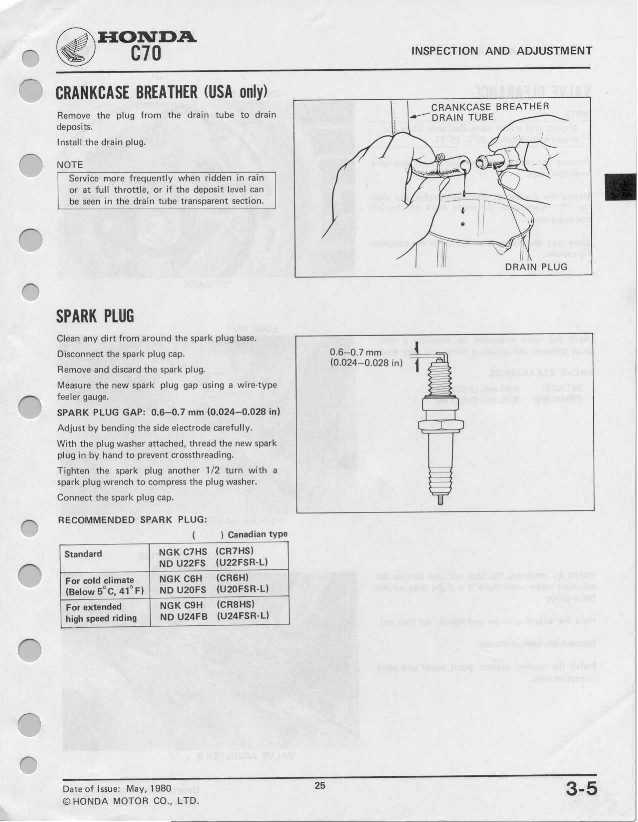 HONDA
C70
INSPECTION AND ADJUSTMENT
CRANKCASE BREATHER (USA only)
Remove the plug from the drain tube to drain
deposits.
Install the drain plug.
NOTE
Service more frequently when ridden in rain
or at full throttle, or if the deposit level can
be seen in the drain tube transparent section.
CRANKCASE BREATHER
DRAIN TUBE
DRAIN PLUG
SPARK PLUG
Clean any dirt from around the spark plug base.
Disconnect the spark plug cap.
Remove and discard the spark plug.
Measure the new spark plug gap using a wire-type
feeler gauge.
SPARK PLUG GAP: 0.6–0.7 mm (0.024–0.028 in)
Adjust by bending the side electrode carefully.
With the plug washer attached, thread the new spark
plug in by hand to prevent crossthreading.
Tighten the spark plug another 1/2 turn with a
spark plug wrench to compress the plug washer.
Connect the spark plug cap.
0.6–0.7 mm
(0.024–0.028 in)
RECOMMENDED SPARK PLUG:
( ) Canadian type
Standard NGK C7HS (CR7HS)
ND U22FS (U22FSR-L)
For cold climate NGK C6H (CR6H)
(Below 5°C, 41°F) ND U20FS (U20FSR-L)
For extended NGK C9H (CR8HS)
high speed riding ND U24FB (U24FSR-L)
Date of Issue: May, 1980
© HONDA MOTOR CO., LTD.
25
3-5